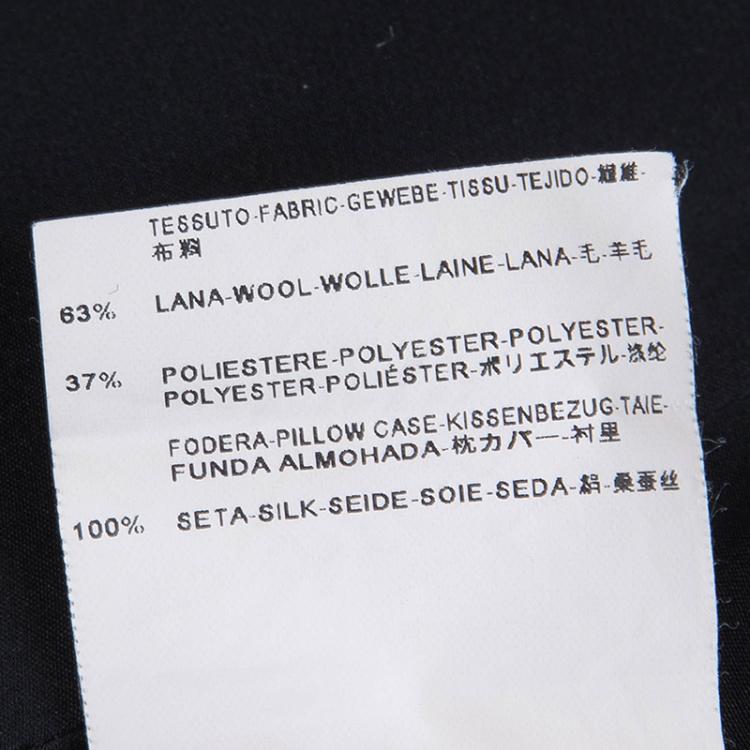 TESSUTO-FABRIC-GEWEBE-TISSU-TEJIDO-繊維-
布料
63% LANA-WOOL-WOLLE-LAINE-LANA-毛-羊毛
37% POLIESTERE-POLYESTER-POLYESTER-
POLYESTER-POLIÉSTER-ポリエステル-涤纶
FODERA-PILLOW CASE-KISSENBEZUG-TAIE-
FUNDA ALMOHADA-枕カバー-衬里
100% SETA-SILK-SEIDE-SOIE-SEDA-絹-桑蚕丝